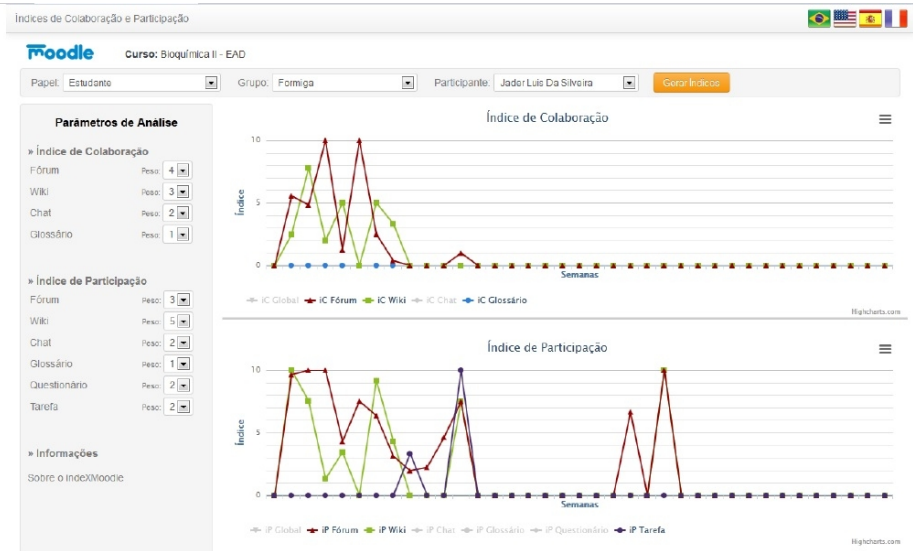 Índices de Colaboração e Participação
moodle
Curso: Bioquímica II - EAD
Papel: Estudante
Grupo: Formiga
Participante: Jader Luis Da Silveira
Gerar Índices
Parâmetros de Análise
» Índice de Colaboração
Fórum Peso: 4
Wiki Peso: 3
Chat Peso: 2
Glossário Peso: 1
» Índice de Participação
Fórum Peso: 3
Wiki Peso: 5
Chat Peso: 2
Glossário Peso: 1
Questionário Peso: 2
Tarefa Peso: 2
» Informações
Sobre o indeXMoodle
Índice de Colaboração
10
5
0
Índice
Semanas
iC Global iC Fórum iC Wiki iC Chat iC Glossário
Highcharts.com
Índice de Participação
10
5
0
Índice
Semanas
iP Global iP Fórum iP Wiki iP Chat iP Glossário iP Questionário iP Tarefa
Highcharts.com